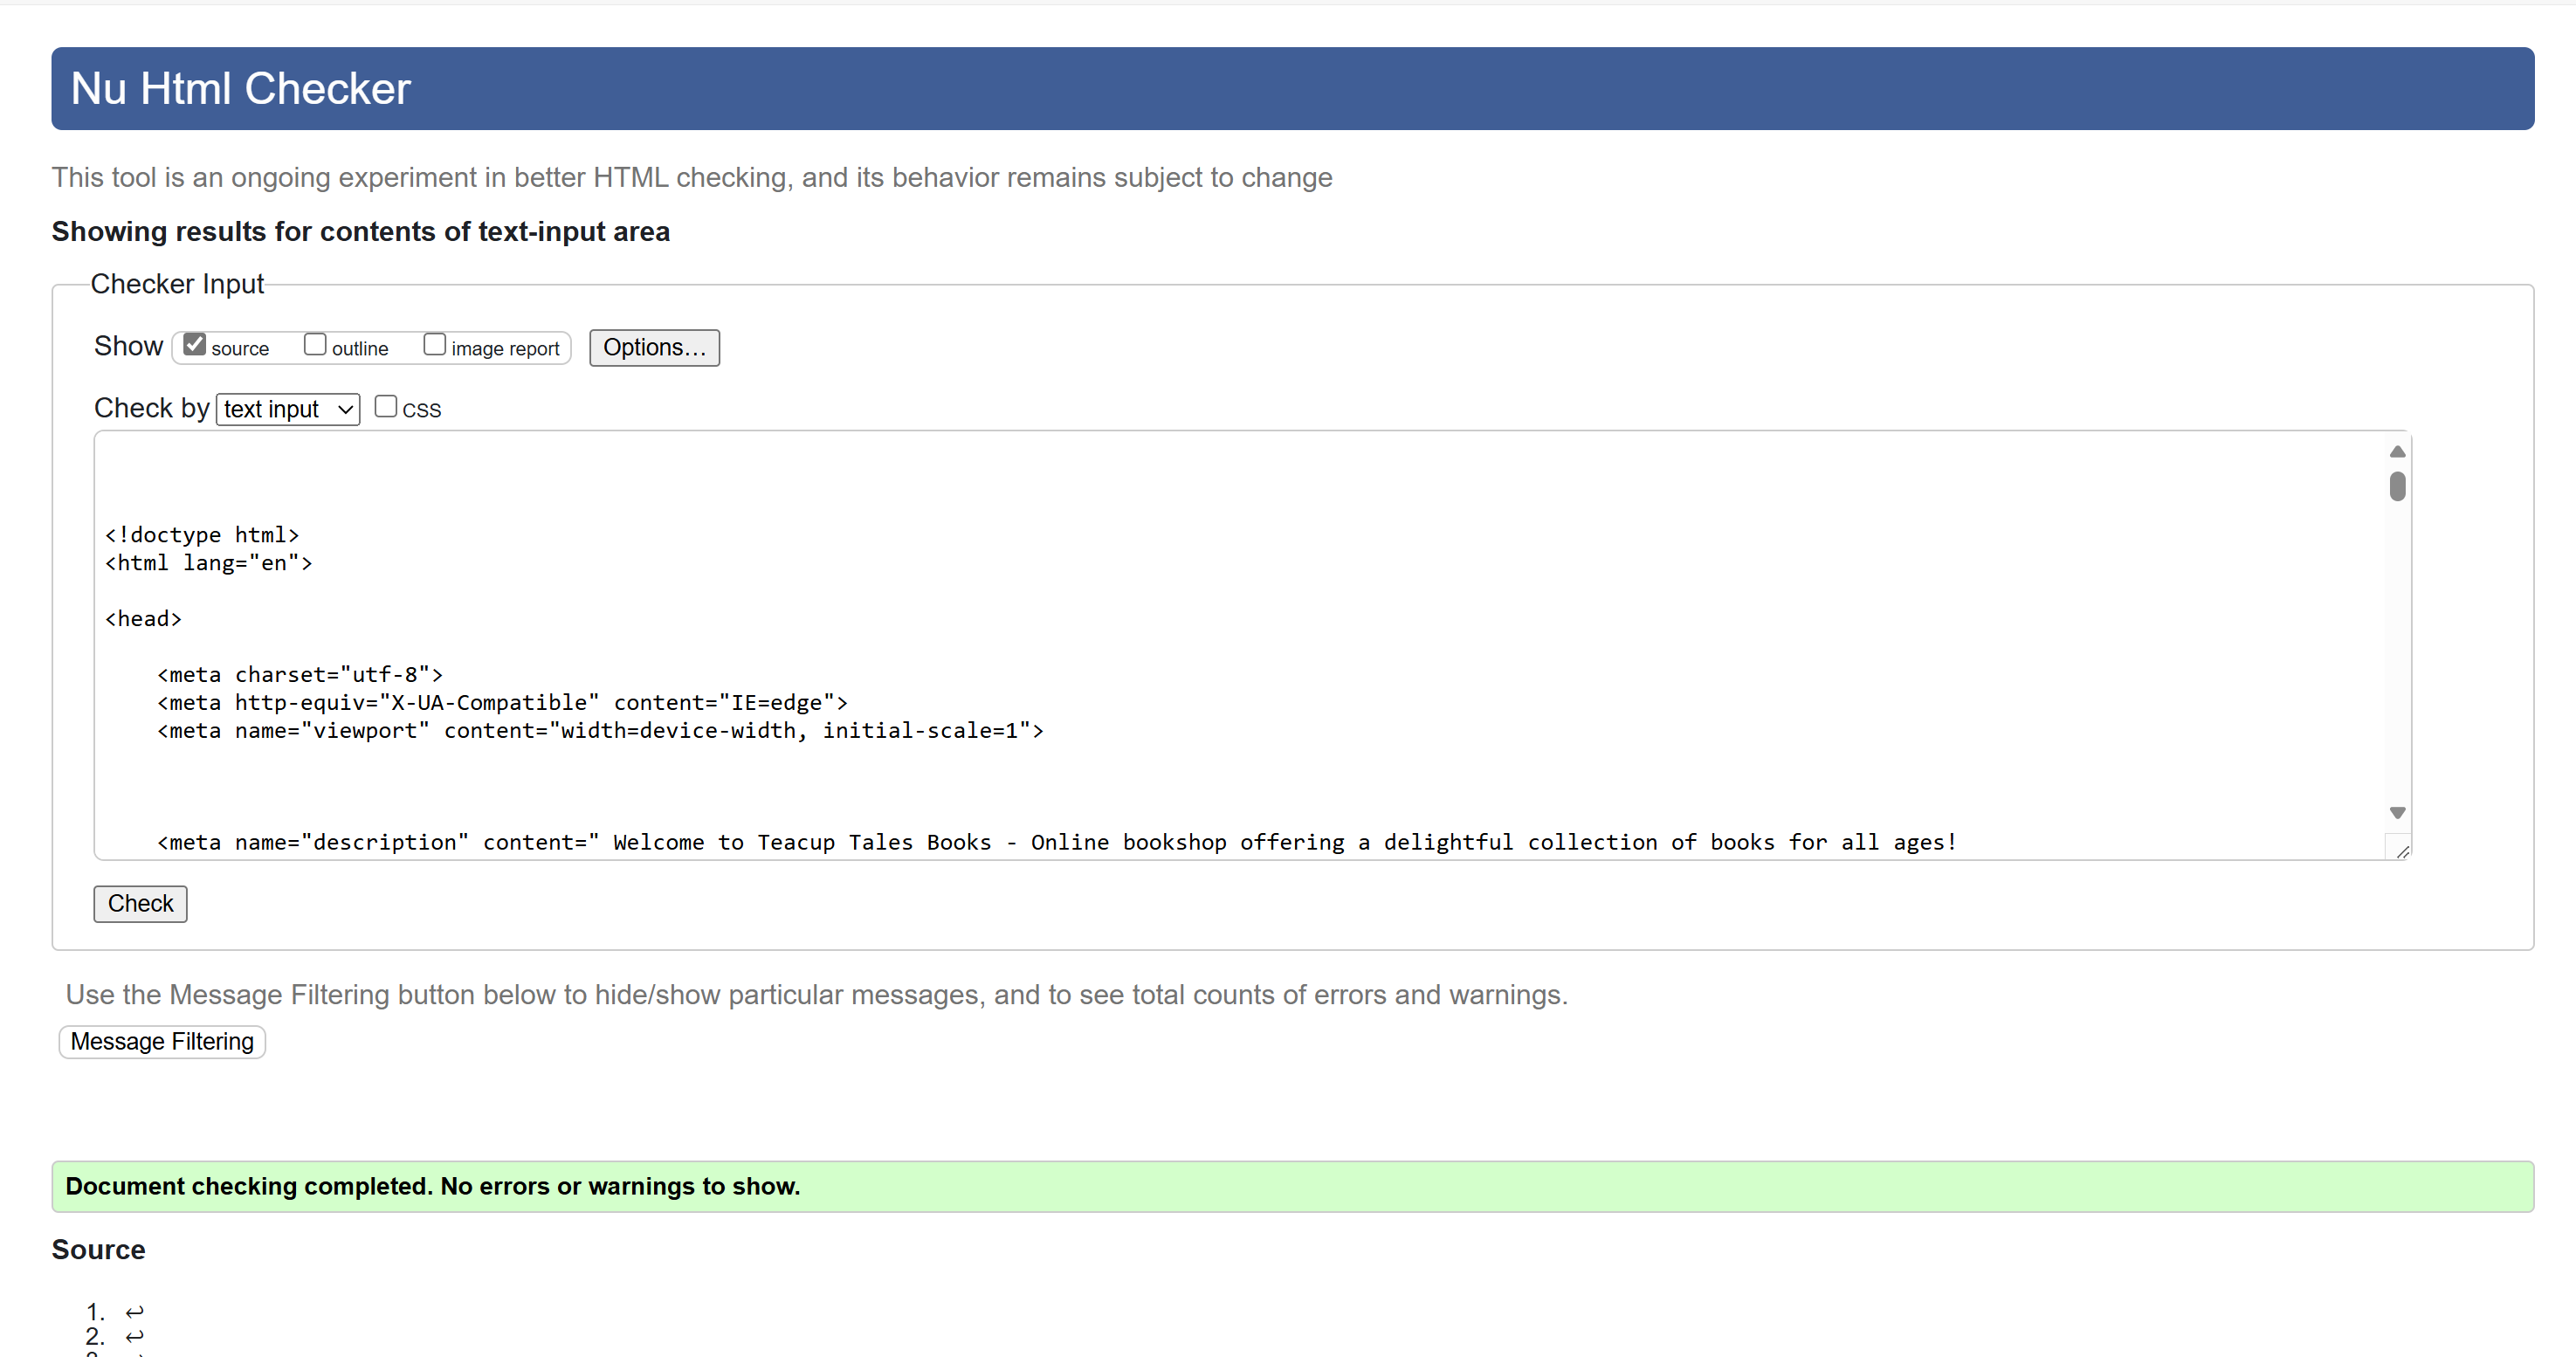 Nu Html Checker
This tool is an ongoing experiment in better HTML checking, and its behavior remains subject to change
Showing results for contents of text-input area
Checker Input
Show source outline image report Options…
Check by text input CSS
<!doctype html>
<html lang="en">
<head>
<meta charset="utf-8">
<meta http-equiv="X-UA-Compatible" content="IE=edge">
<meta name="viewport" content="width=device-width, initial-scale=1">
<meta name="description" content=" Welcome to Teacup Tales Books - Online bookshop offering a delightful collection of books for all ages!
Check
Use the Message Filtering button below to hide/show particular messages, and to see total counts of errors and warnings.
Message Filtering
Document checking completed. No errors or warnings to show.
Source
1. ↩
2. ↩